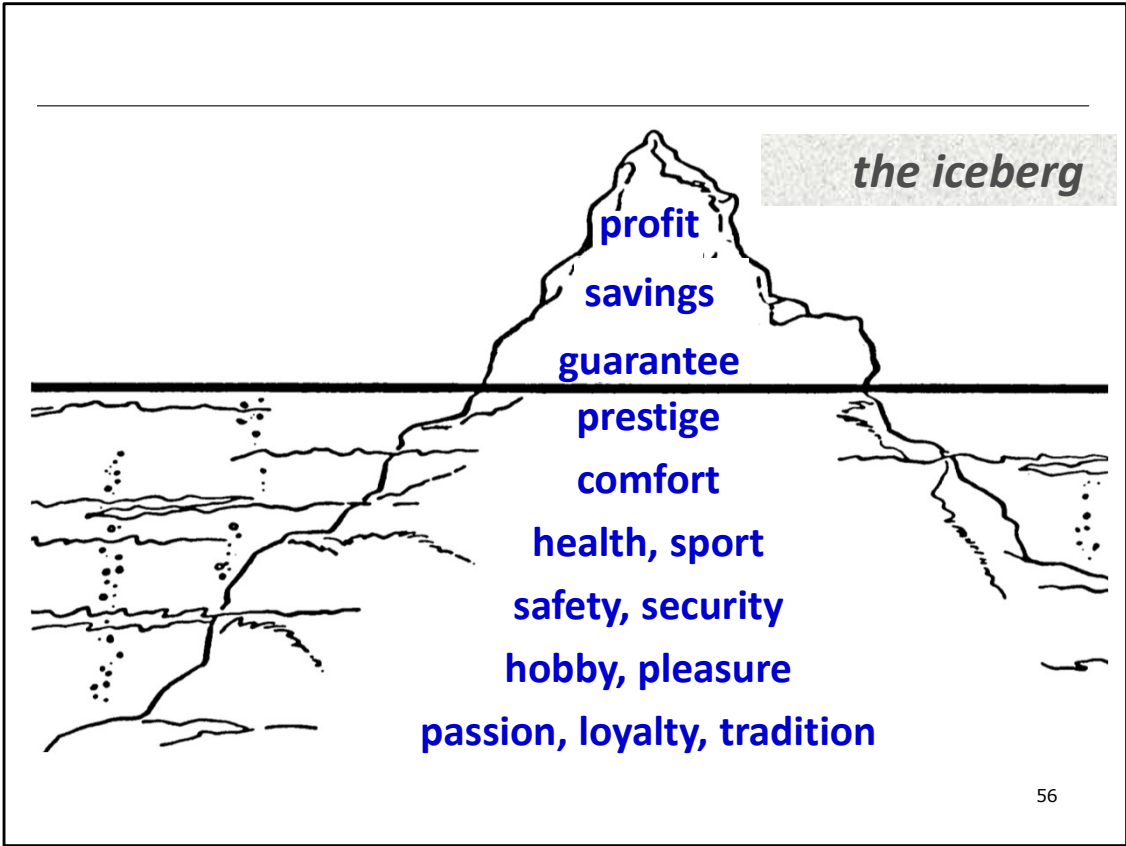 the iceberg
profit
savings
guarantee
prestige
comfort
health, sport
safety, security
hobby, pleasure
passion, loyalty, tradition
56